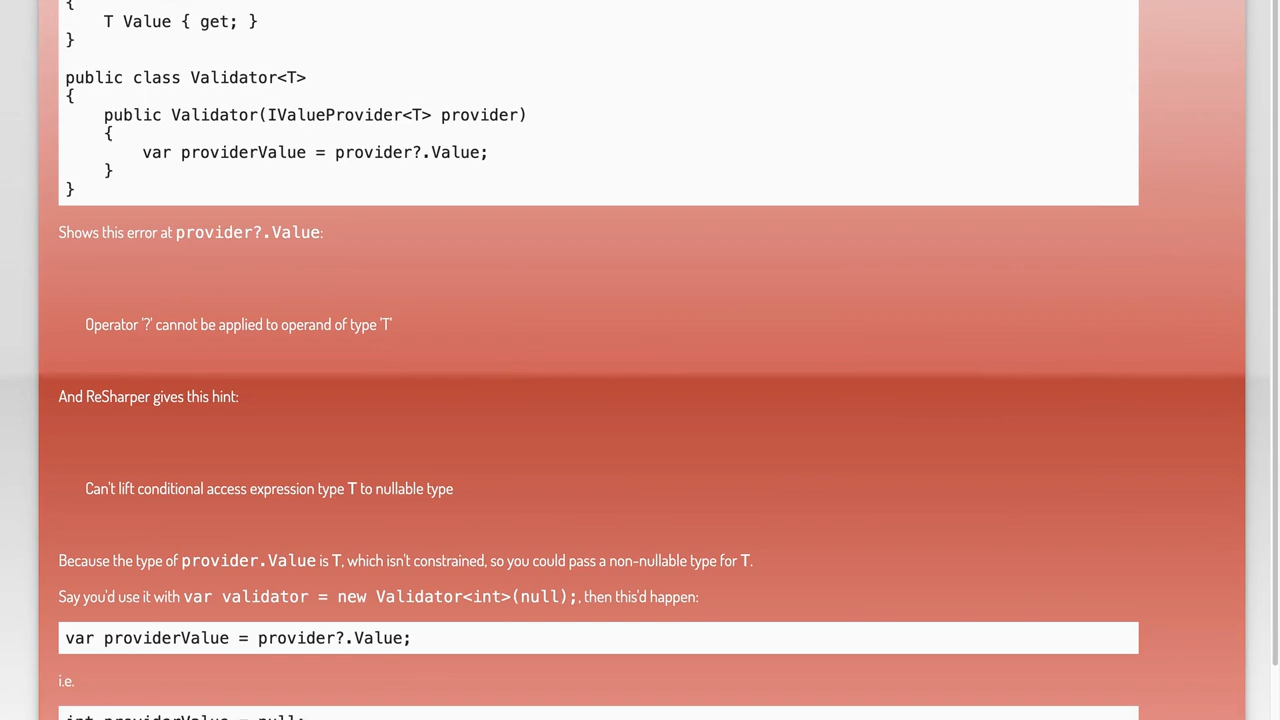 {
    T Value { get; }
}
public class Validator<T>
{
    public Validator(IValueProvider<T> provider)
    {
        var providerValue = provider?.Value;
    }
}
Shows this error at provider?.Value:
Operator '?' cannot be applied to operand of type 'T'
And ReSharper gives this hint:
Can't lift conditional access expression type T to nullable type
Because the type of provider.Value is T, which isn't constrained, so you could pass a non-nullable type for T.
Say you'd use it with var validator = new Validator<int>(null);, then this'd happen:
var providerValue = provider?.Value;
i.e.
int providerValue = null;